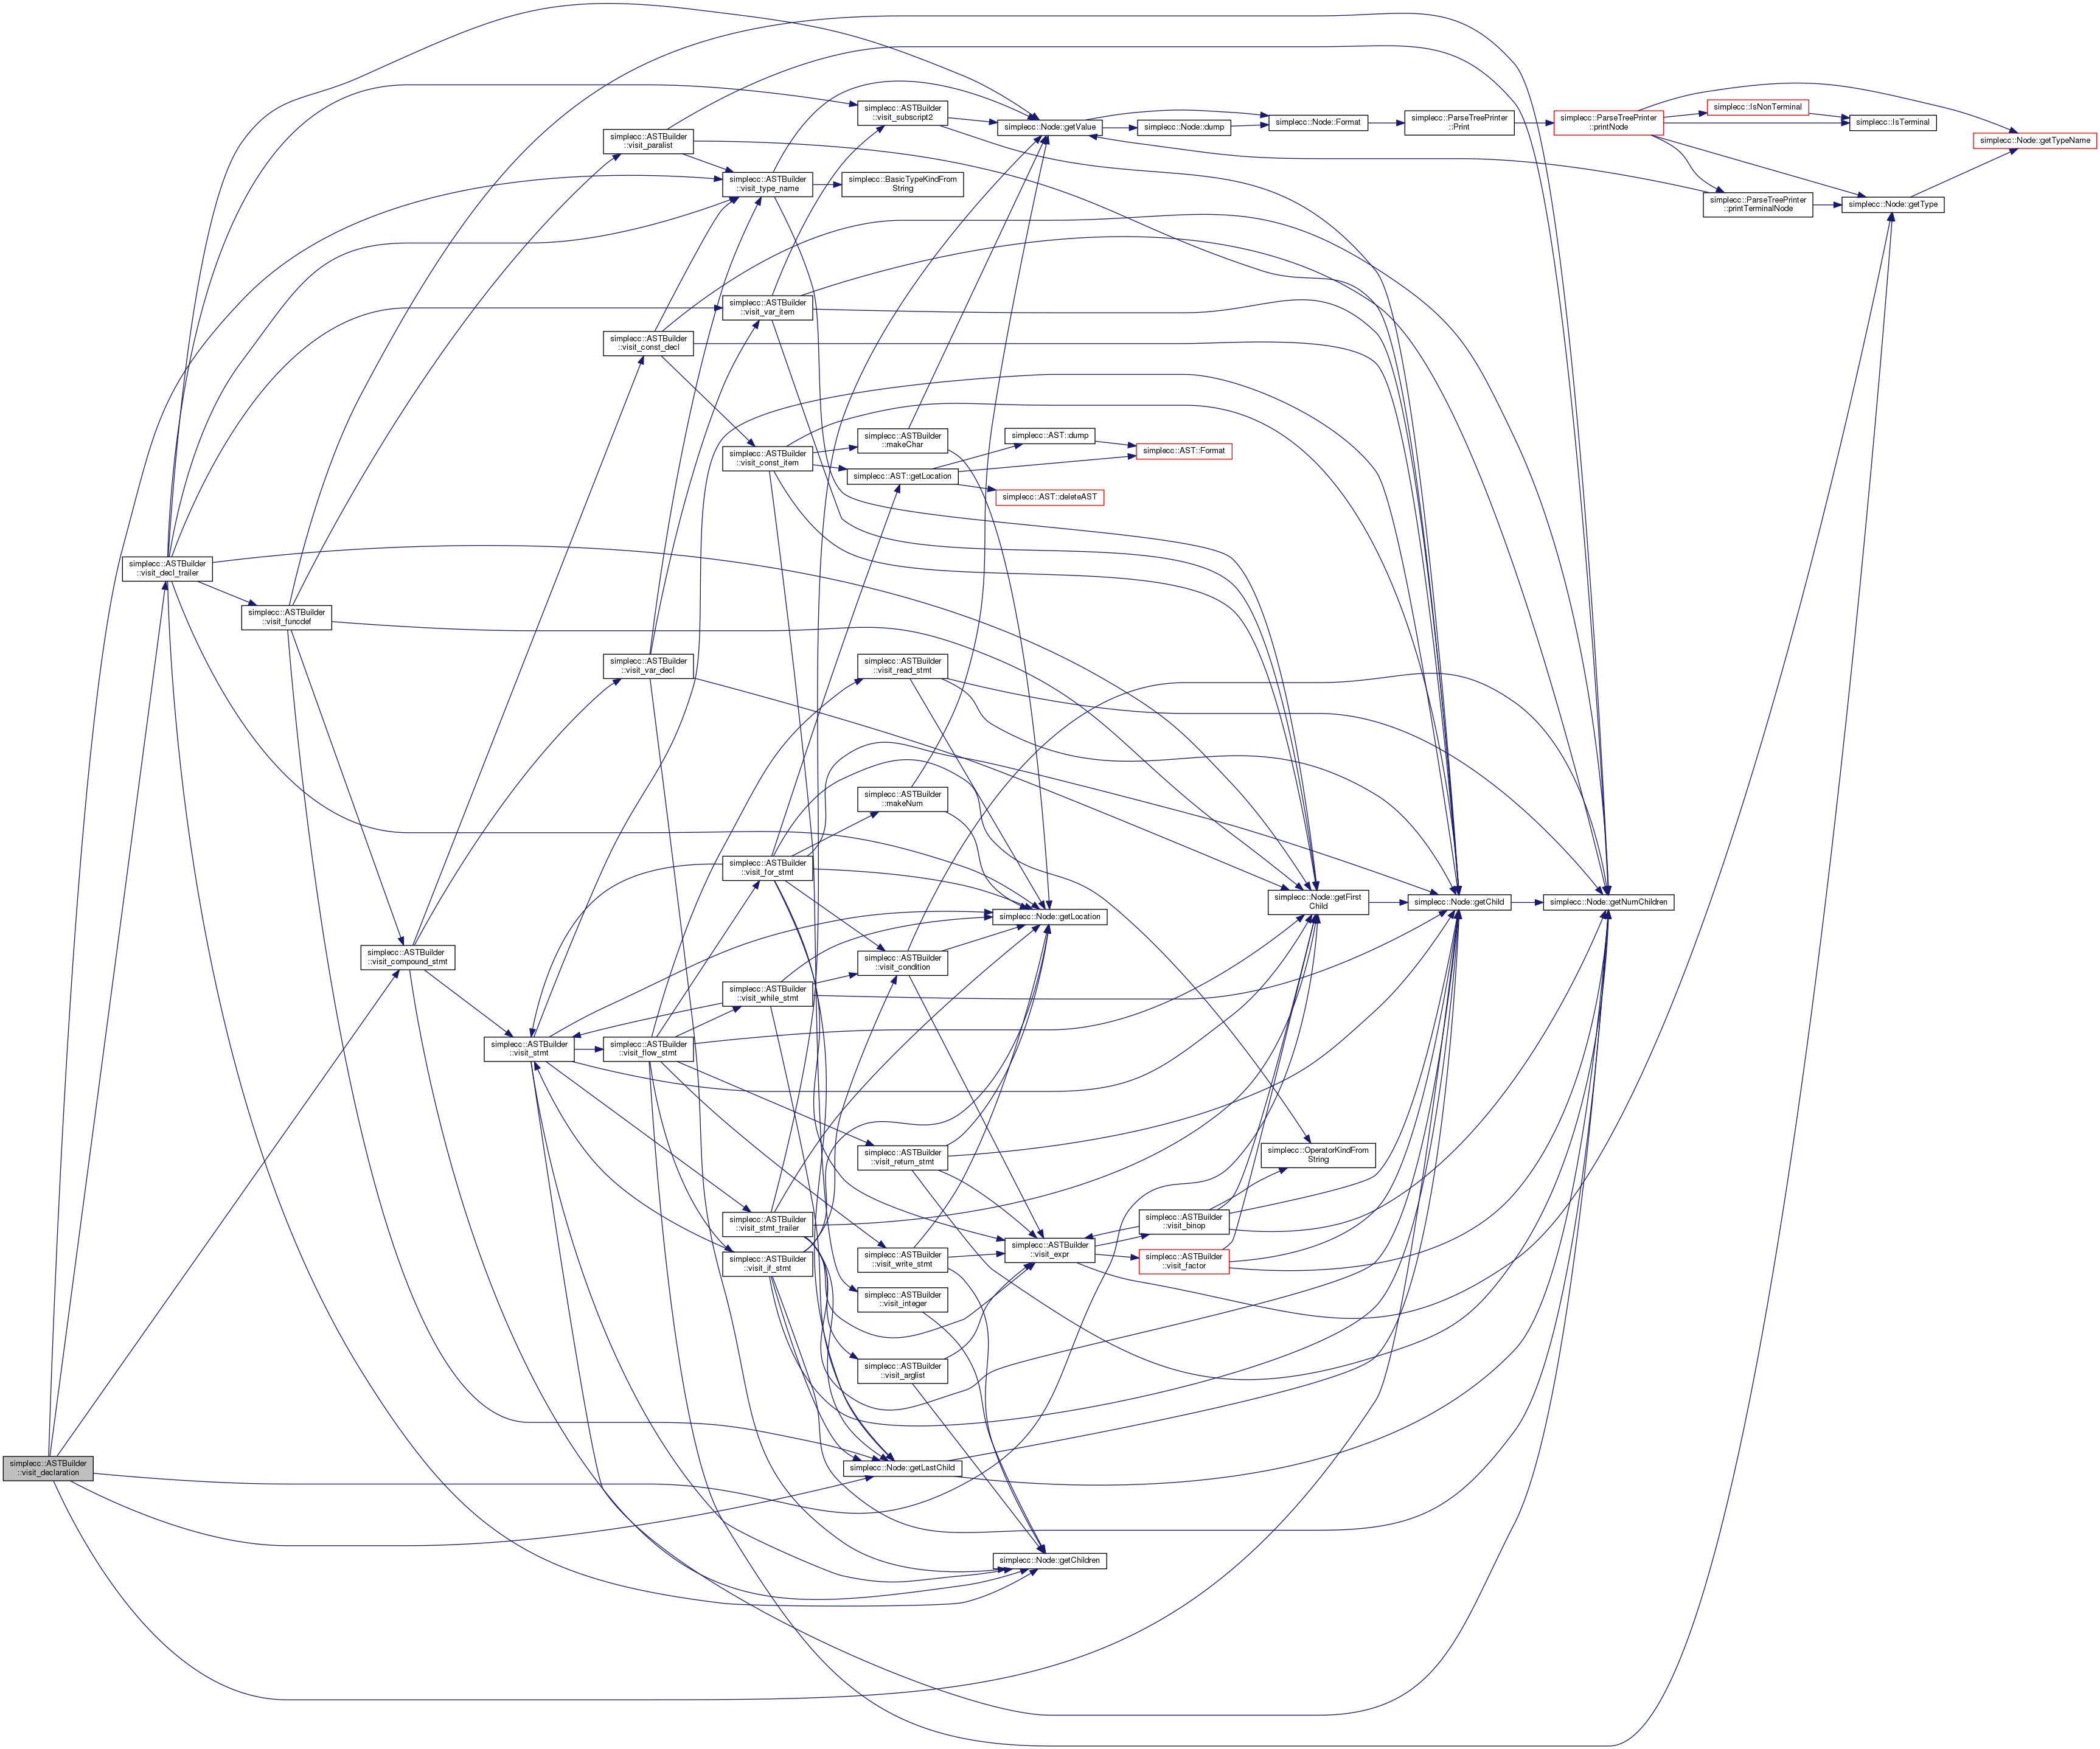 simplecc::ASTBuilder
::visit_declaration
simplecc::ASTBuilder
::visit_decl_trailer
simplecc::ASTBuilder
::visit_funcdef
simplecc::ASTBuilder
::visit_compound_stmt
simplecc::ASTBuilder
::visit_stmt
simplecc::ASTBuilder
::visit_paralist
simplecc::ASTBuilder
::visit_const_decl
simplecc::ASTBuilder
::visit_var_decl
simplecc::ASTBuilder
::visit_flow_stmt
simplecc::ASTBuilder
::visit_type_name
simplecc::ASTBuilder
::visit_var_item
simplecc::ASTBuilder
::visit_const_item
simplecc::ASTBuilder
::visit_for_stmt
simplecc::ASTBuilder
::visit_while_stmt
simplecc::ASTBuilder
::visit_stmt_trailer
simplecc::ASTBuilder
::visit_if_stmt
simplecc::ASTBuilder
::visit_subscript2
simplecc::BasicTypeKindFrom
String
simplecc::ASTBuilder
::makeChar
simplecc::AST::getLocation
simplecc::ASTBuilder
::visit_read_stmt
simplecc::ASTBuilder
::makeNum
simplecc::ASTBuilder
::visit_condition
simplecc::ASTBuilder
::visit_return_stmt
simplecc::ASTBuilder
::visit_write_stmt
simplecc::ASTBuilder
::visit_integer
simplecc::ASTBuilder
::visit_arglist
simplecc::Node::getLastChild
simplecc::Node::getValue
simplecc::AST::dump
simplecc::AST::deleteAST
simplecc::Node::getLocation
simplecc::ASTBuilder
::visit_expr
simplecc::Node::getChildren
simplecc::Node::dump
simplecc::AST::Format
simplecc::ASTBuilder
::visit_binop
simplecc::ASTBuilder
::visit_factor
simplecc::Node::Format
simplecc::Node::getFirst
Child
simplecc::OperatorKindFrom
String
simplecc::ParseTreePrinter
::Print
simplecc::Node::getChild
simplecc::ParseTreePrinter
::printNode
simplecc::Node::getNumChildren
simplecc::IsNonTerminal
simplecc::ParseTreePrinter
::printTerminalNode
simplecc::IsTerminal
simplecc::Node::getType
simplecc::Node::getTypeName